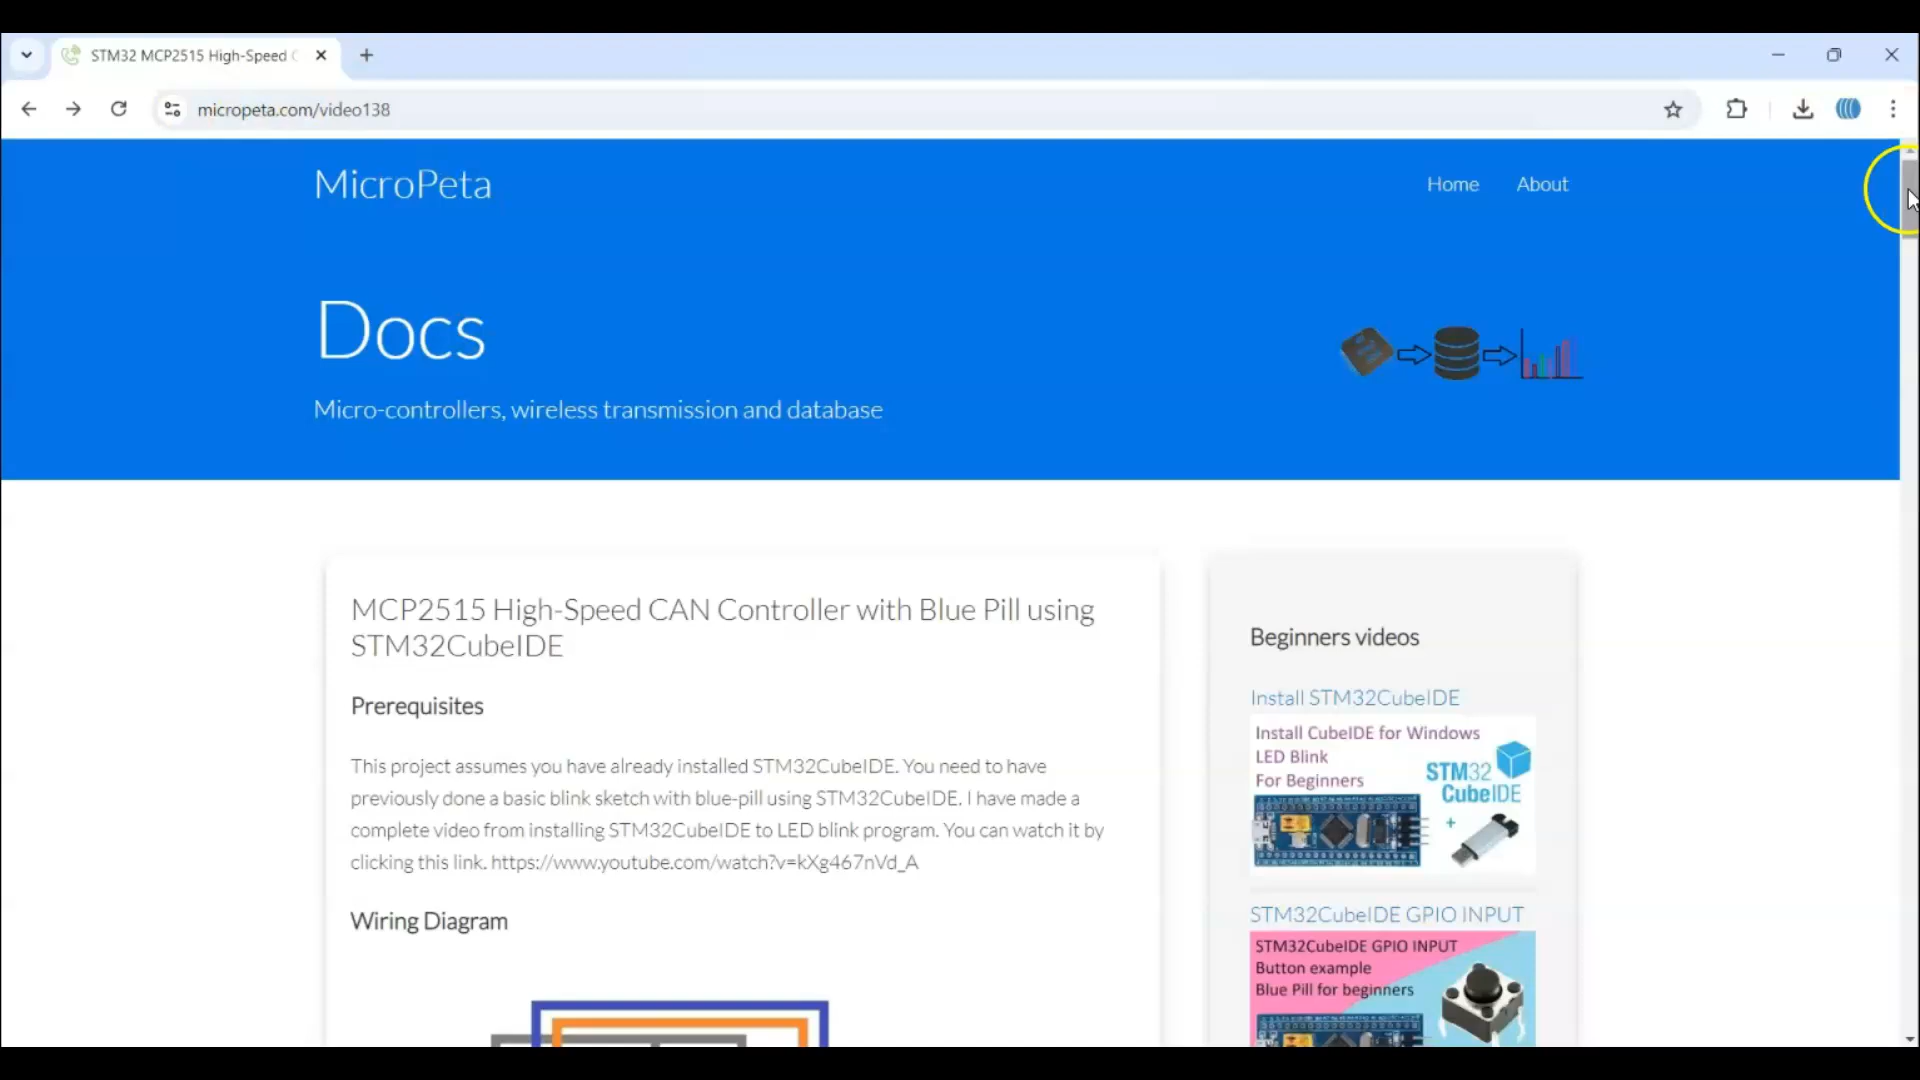 STM32 MCP2515 High-Speed C
micropeta.com/video138
MicroPeta
Home
About
Docs
Micro-controllers, wireless transmission and database
MCP2515 High-Speed CAN Controller with Blue Pill using
STM32CubeIDE
Prerequisites
This project assumes you have already installed STM32CubeIDE. You need to have
previously done a basic blink sketch with blue-pill using STM32CubeIDE. I have made a
complete video from installing STM32CubeIDE to LED blink program. You can watch it by
clicking this link. https://www.youtube.com/watch?v=kXg467nVd_A
Wiring Diagram
Beginners videos
Install STM32CubeIDE
Install CubeIDE for Windows
LED Blink
For Beginners
STM32
CubeIDE
+
STM32CubeIDE GPIO INPUT
STM32CubeIDE GPIO INPUT
Button example
Blue Pill for beginners